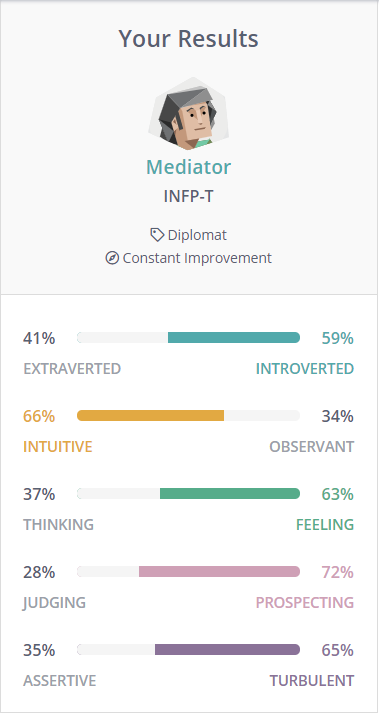 Your Results
Mediator
INFP-T
Diplomat
Constant Improvement
41% 59%
EXTRAVERTED INTROVERTED
66% 34%
INTUITIVE OBSERVANT
37% 63%
THINKING FEELING
28% 72%
JUDGING PROSPECTING
35% 65%
ASSERTIVE TURBULENT